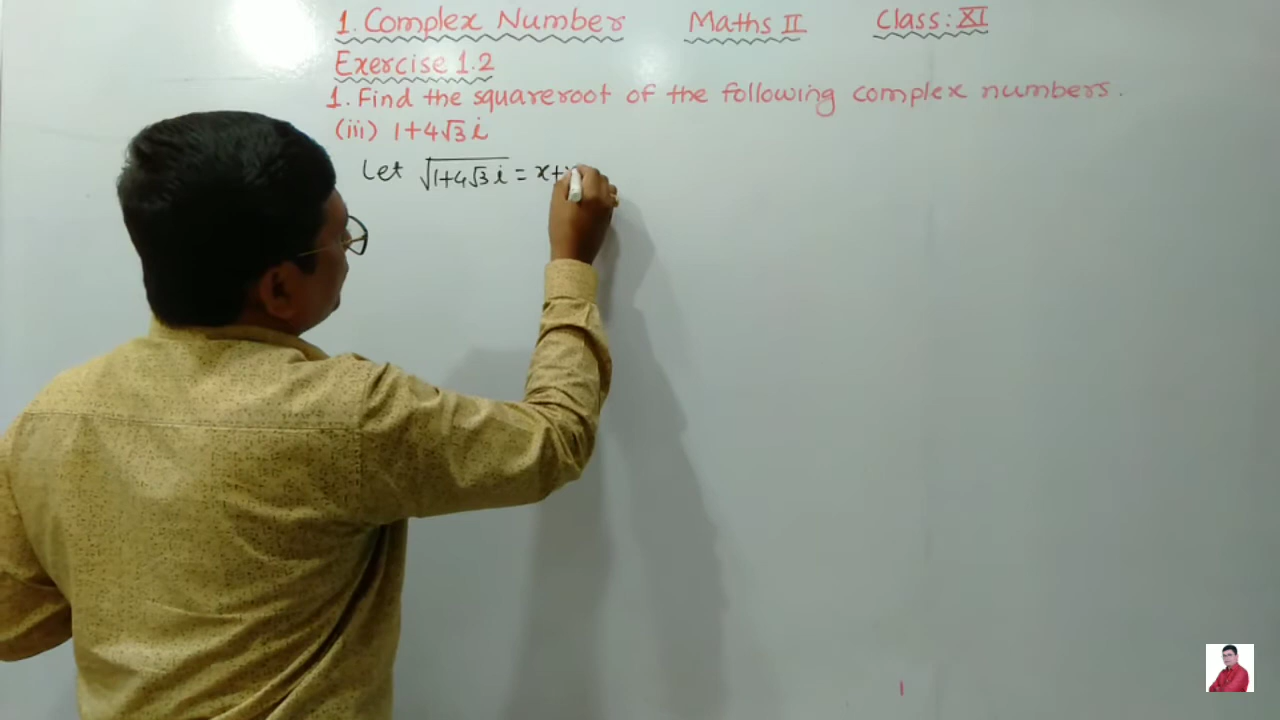 1. Complex Number Maths II Class: XI
Exercise 1.2
1. Find the squareroot of the following complex numbers.
(iii) 1+4√3 i
Let √(1+4√3 i) = x+